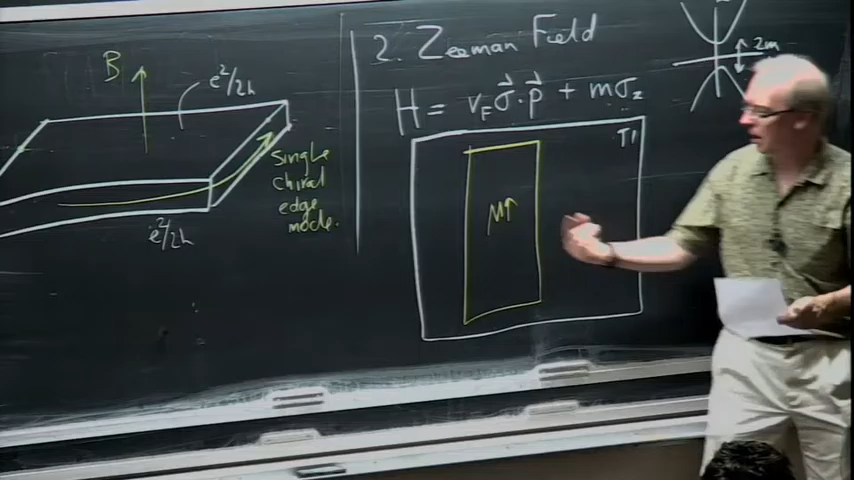 B
e²/2h
single
chiral
edge
mode.
e²/2h
2. Zeeman Field
2m
H = v_F σ⃗·p⃗ + mσ_z
TI
M↑